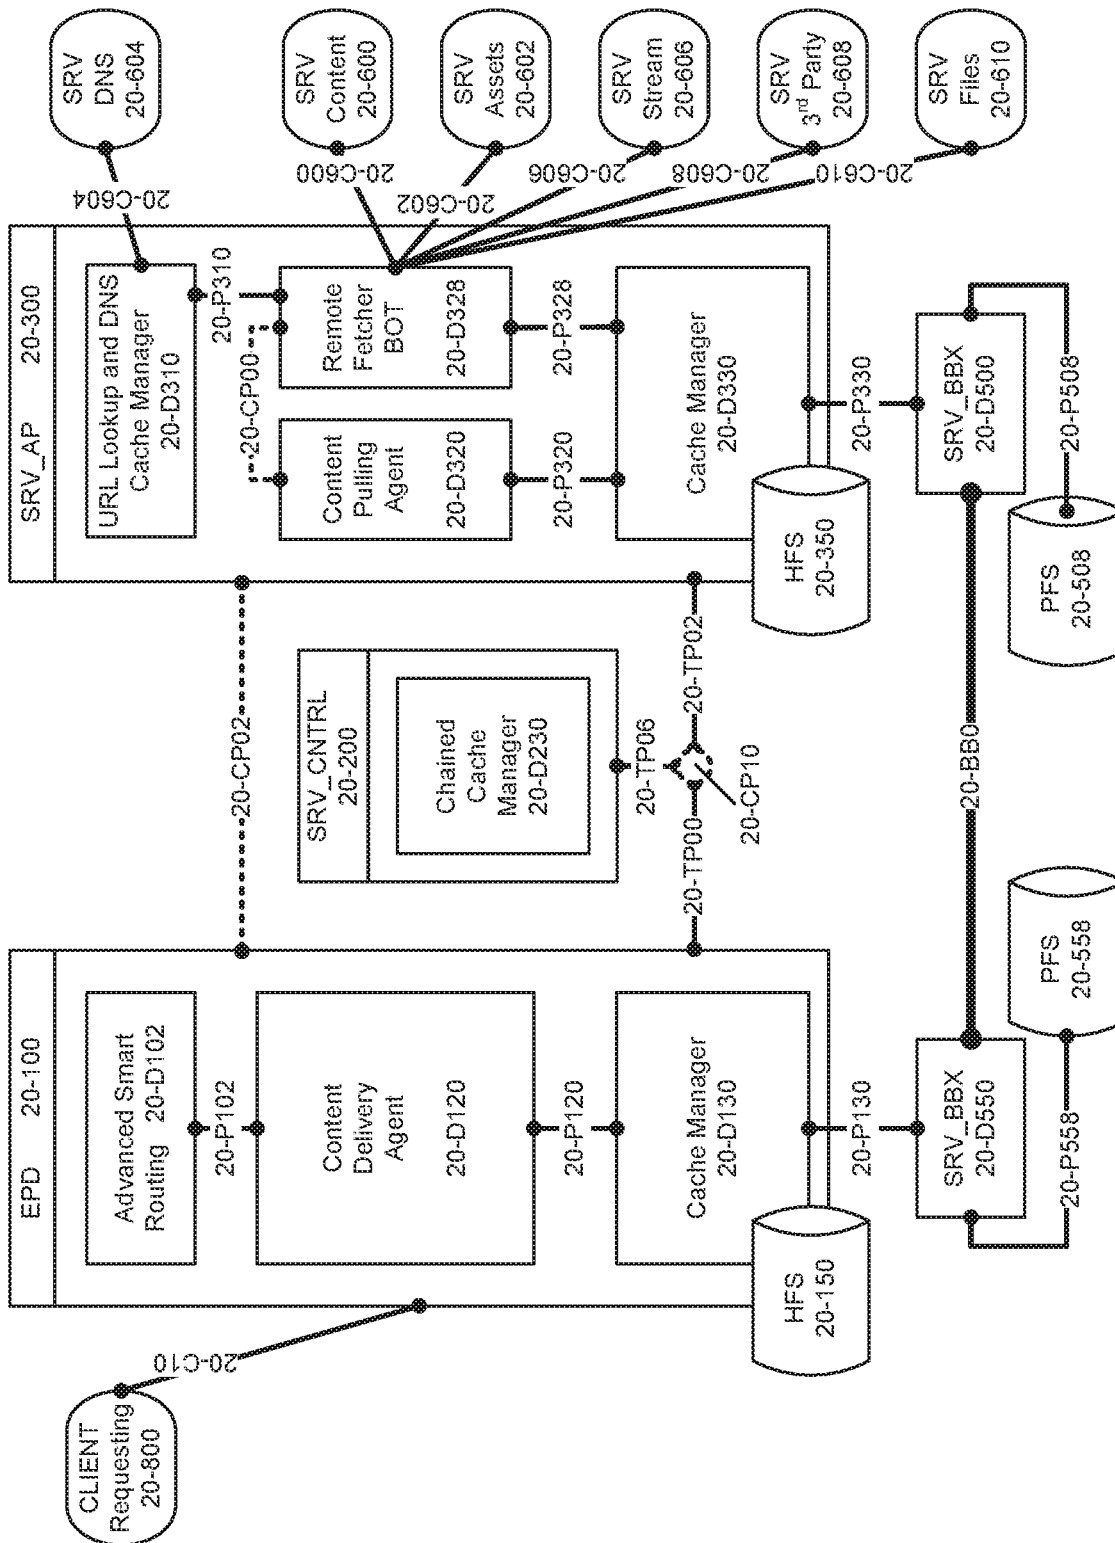 CLIENT
Requesting
20-800
20-C10
EPD 20-100
Advanced Smart
Routing 20-D102
20-P102
Content
Delivery
Agent
20-D120
20-P120
Cache Manager
20-D130
HFS
20-150
20-P130
SRV_BBX
20-D550
20-P558
PFS
20-558
20-CP02
SRV_CNTRL
20-200
Chained
Cache
Manager
20-D230
20-TP06
20-TP00
20-TP02
20-CP10
20-BB0
SRV_AP 20-300
URL Lookup and DNS
Cache Manager
20-D310
20-P310
20-CP00
Content
Pulling
Agent
20-D320
Remote
Fetcher
BOT
20-D328
20-P320
20-P328
Cache Manager
20-D330
HFS
20-350
20-P330
SRV_BBX
20-D500
20-P508
PFS
20-508
20-C604
20-C600
20-C602
20-C606
20-C608
20-C610
SRV
DNS
20-604
SRV
Content
20-600
SRV
Assets
20-602
SRV
Stream
20-606
SRV
3rd Party
20-608
SRV
Files
20-610